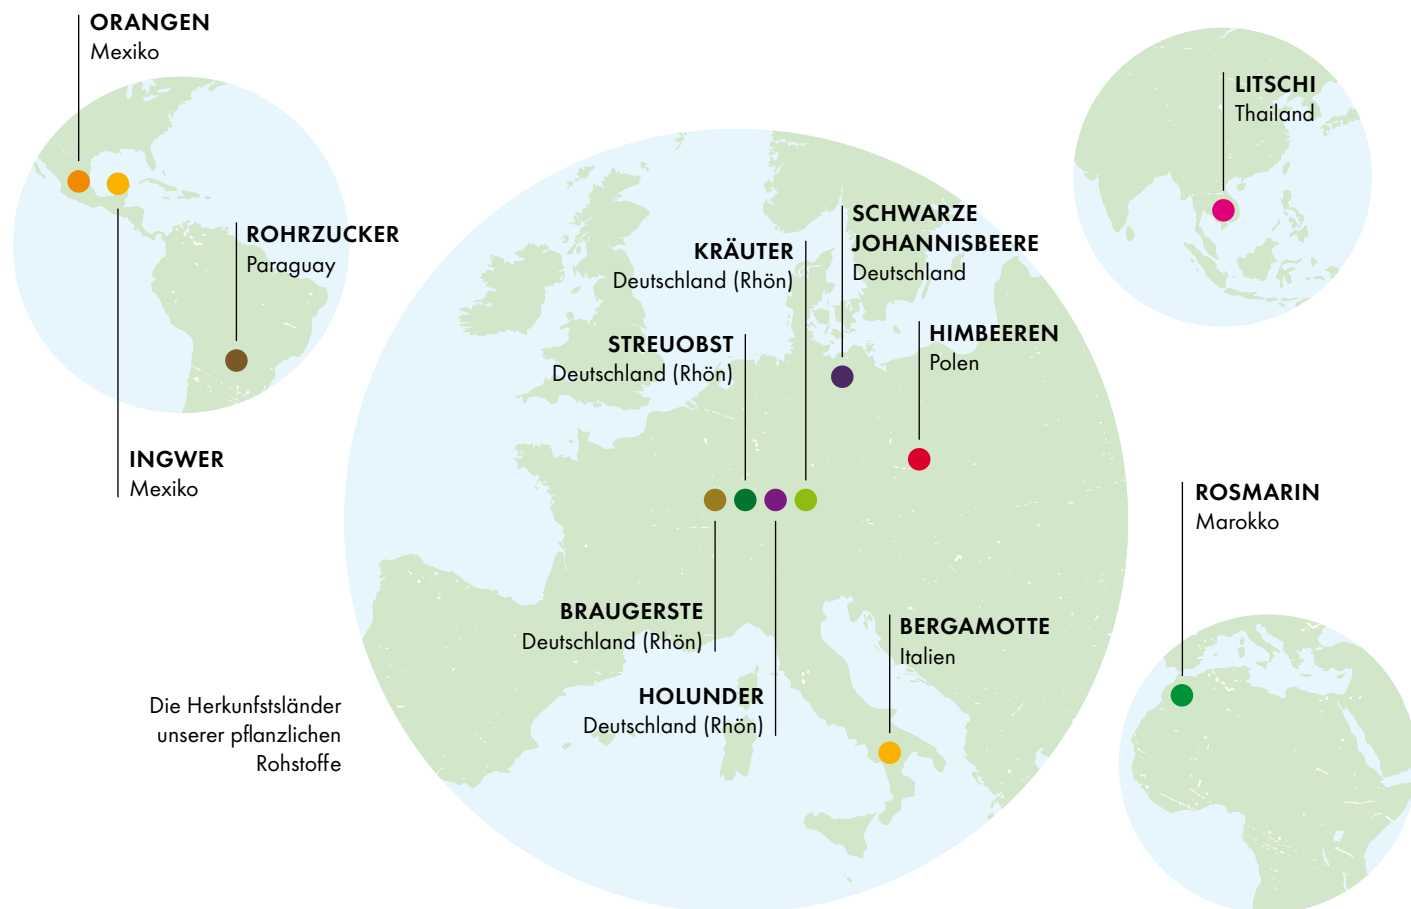 ORANGEN
Mexiko
LITSCHI
Thailand
SCHWARZE
JOHANNISBEERE
Deutschland
ROHRZUCKER
Paraguay
KRÄUTER
Deutschland (Rhön)
HIMBEEREN
Polen
STREUOBST
Deutschland (Rhön)
INGWER
Mexiko
ROSMARIN
Marokko
BRAUGERSTE
Deutschland (Rhön)
BERGAMOTTE
Italien
HOLUNDER
Deutschland (Rhön)
Die Herkunfstsländer
unserer pflanzlichen
Rohstoffe